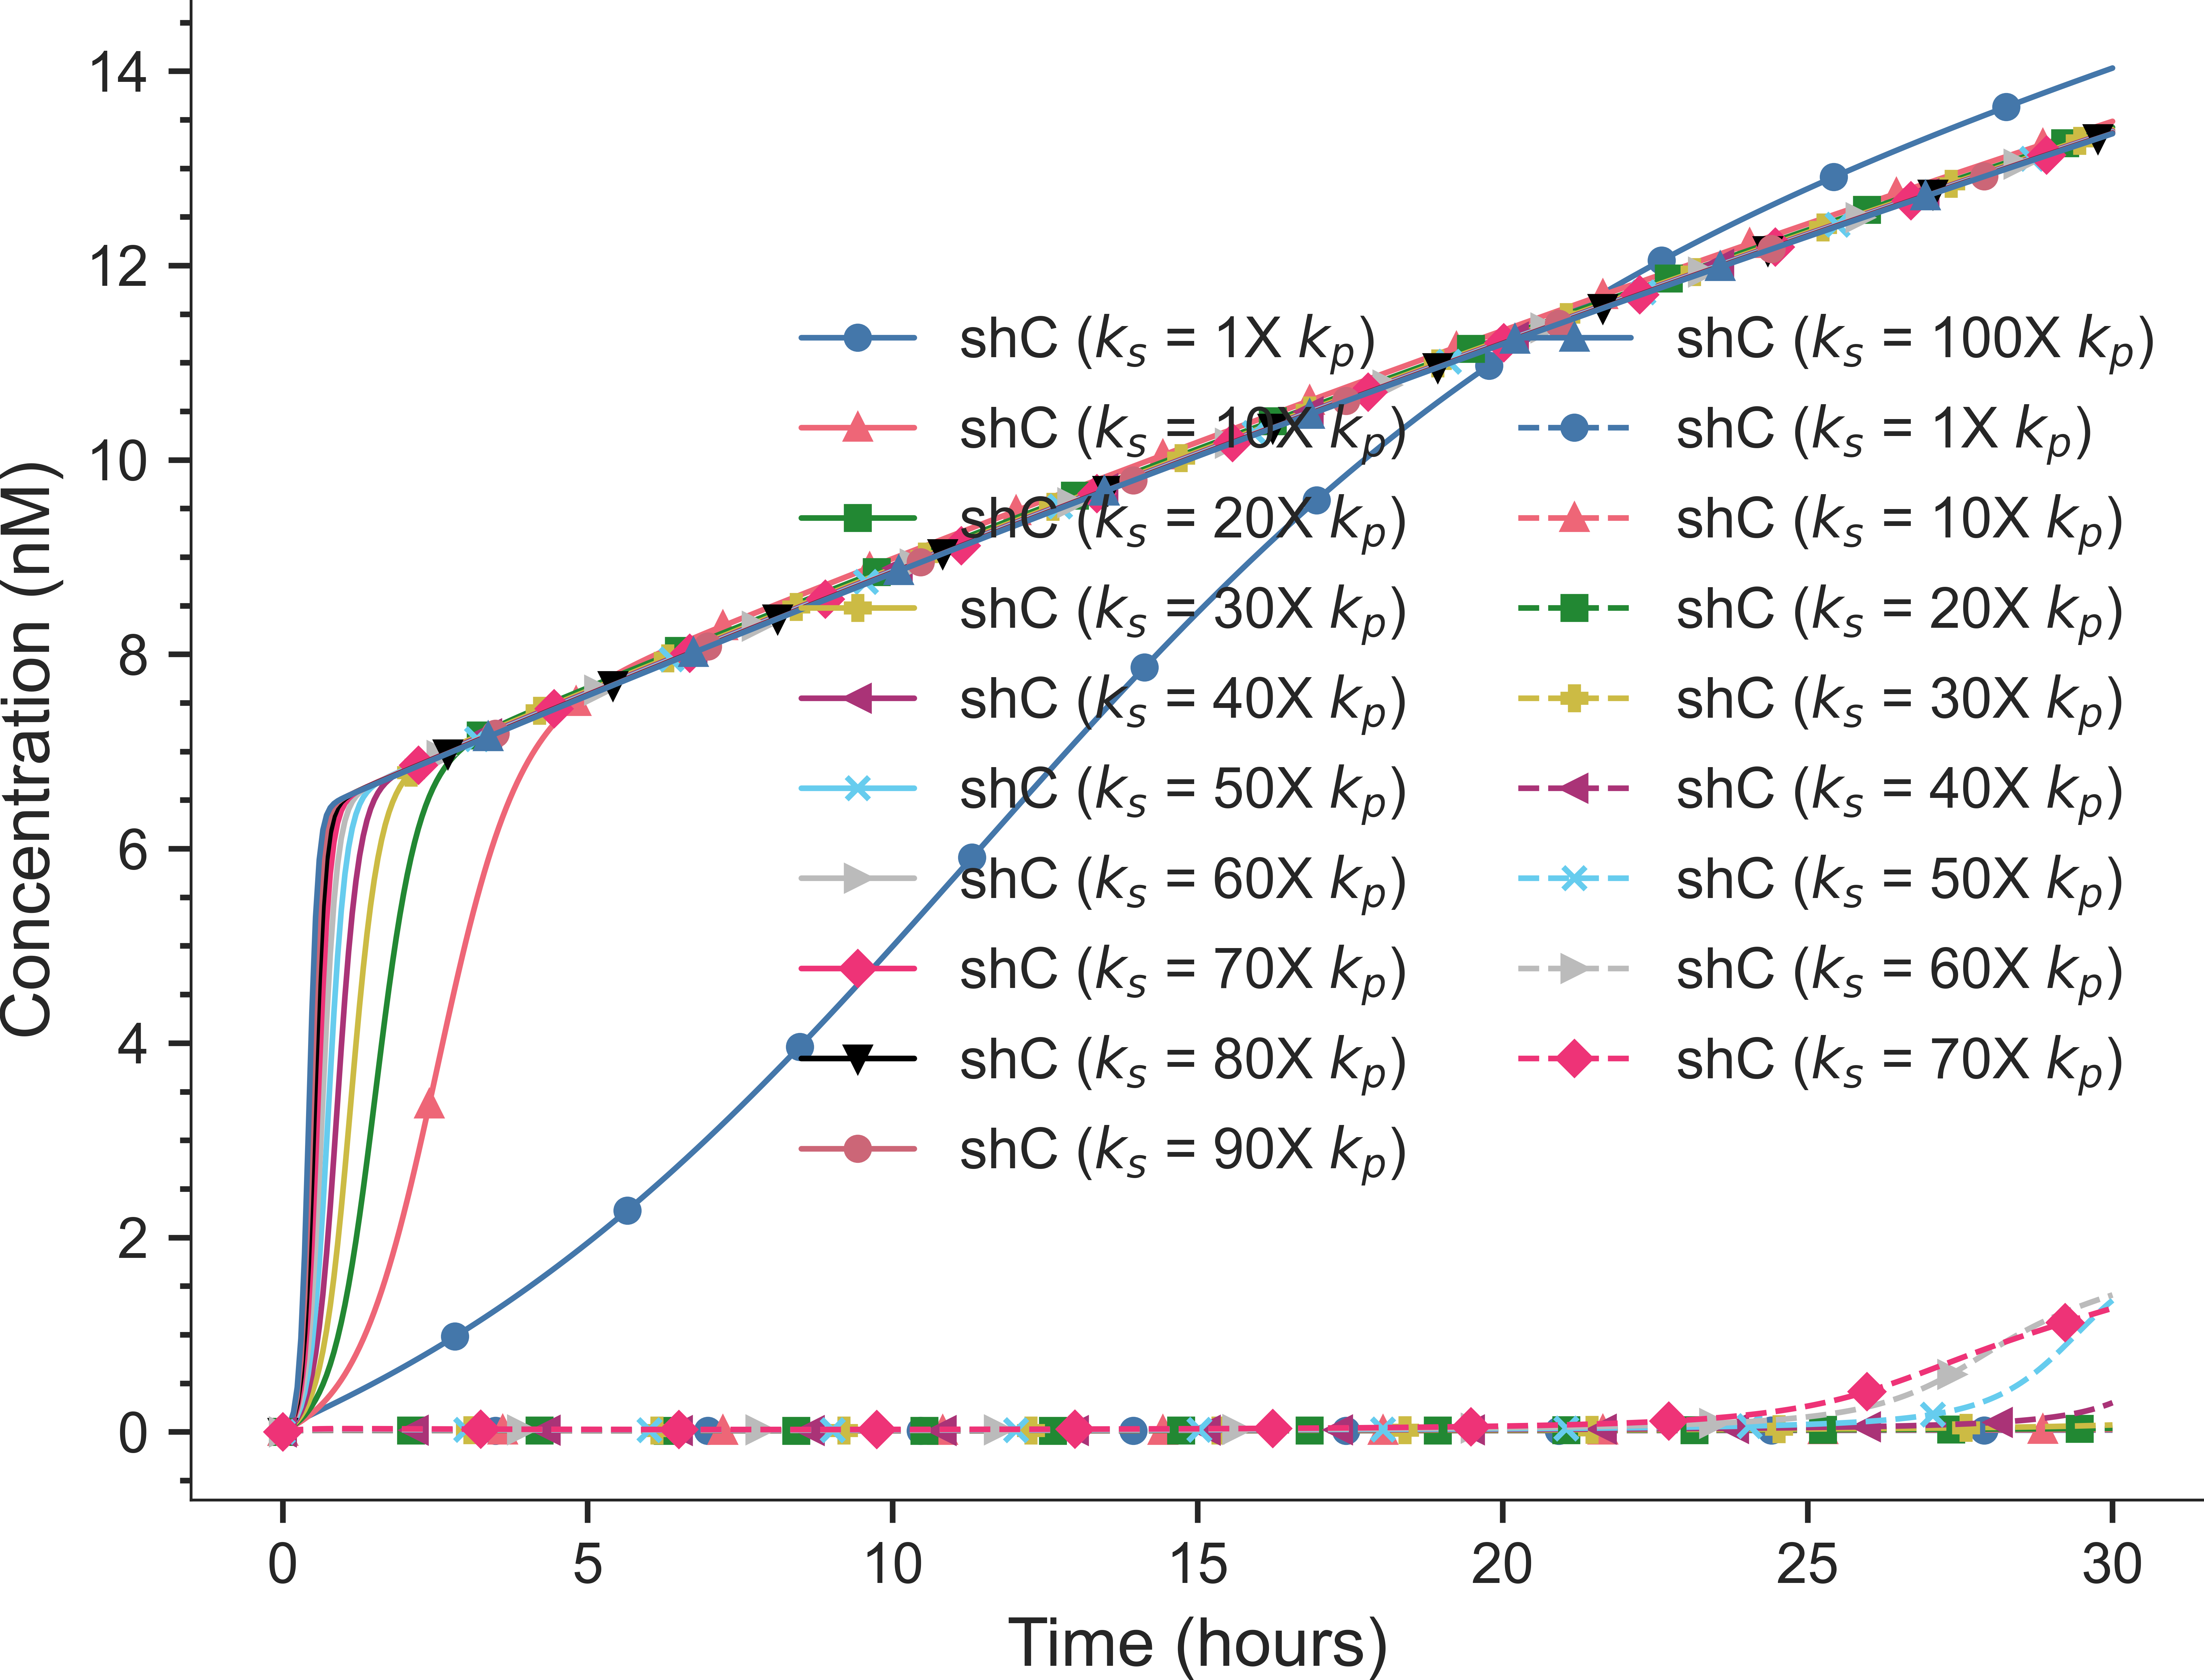 14
12
10
8
6
4
2
0
Concentration (nM)
0 5 10 15 20 25 30
Time (hours)
shC (ks = 1X kp)
shC (ks = 10X kp)
shC (ks = 20X kp)
shC (ks = 30X kp)
shC (ks = 40X kp)
shC (ks = 50X kp)
shC (ks = 60X kp)
shC (ks = 70X kp)
shC (ks = 80X kp)
shC (ks = 90X kp)
shC (ks = 100X kp)
shC (ks = 1X kp)
shC (ks = 10X kp)
shC (ks = 20X kp)
shC (ks = 30X kp)
shC (ks = 40X kp)
shC (ks = 50X kp)
shC (ks = 60X kp)
shC (ks = 70X kp)